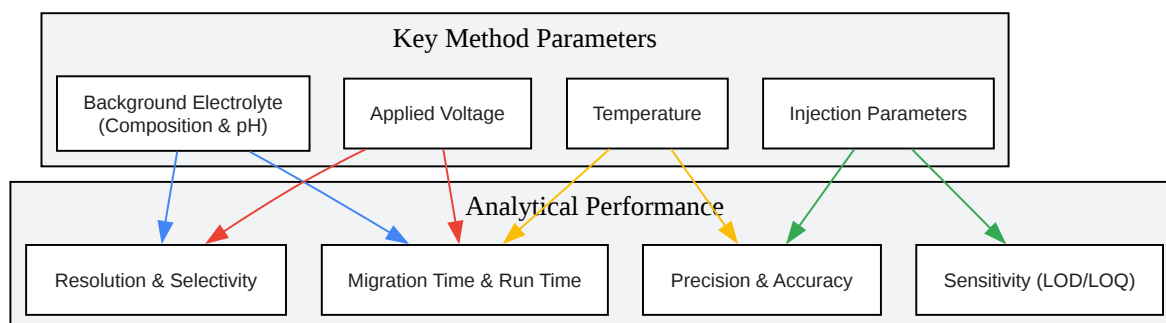 Key Method Parameters
Background Electrolyte
(Composition & pH)
Applied Voltage
Temperature
Injection Parameters
Analytical Performance
Resolution & Selectivity
Migration Time & Run Time
Precision & Accuracy
Sensitivity (LOD/LOQ)